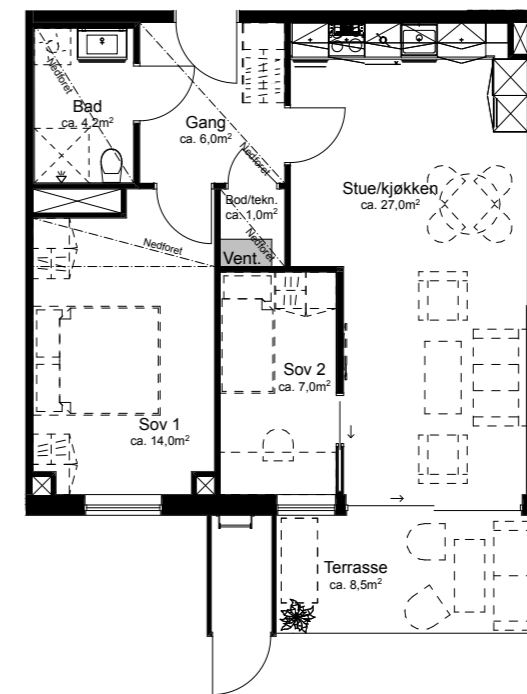 Nedforet
Bad
ca. 4,2m²
Gang
ca. 6,0m²
Nedforet
Stue/kjøkken
ca. 27,0m²
Bod/tekn.
ca. 1,0m²
Nedforet
Vent.
Nedforet
Sov 2
ca. 7,0m²
Sov 1
ca. 14,0m²
Terrasse
ca. 8,5m²